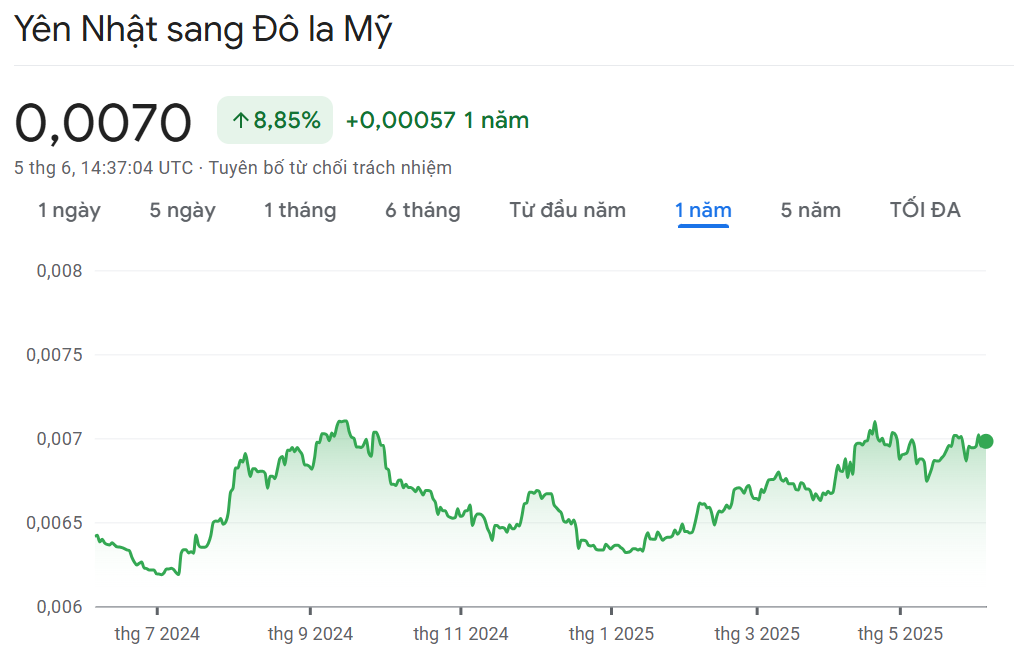 Yên Nhật sang Đô la Mỹ
0,0070 ↑8,85% +0,00057 1 năm
5 thg 6, 14:37:04 UTC · Tuyên bố từ chối trách nhiệm
1 ngày 5 ngày 1 tháng 6 tháng Từ đầu năm 1 năm 5 năm TỐI ĐA
0,008
0,0075
0,007
0,0065
0,006
thg 7 2024 thg 9 2024 thg 11 2024 thg 1 2025 thg 3 2025 thg 5 2025